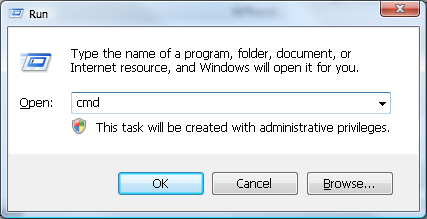 Run
Type the name of a program, folder, document, or
Internet resource, and Windows will open it for you.
Open: cmd
This task will be created with administrative privileges.
OK Cancel Browse...